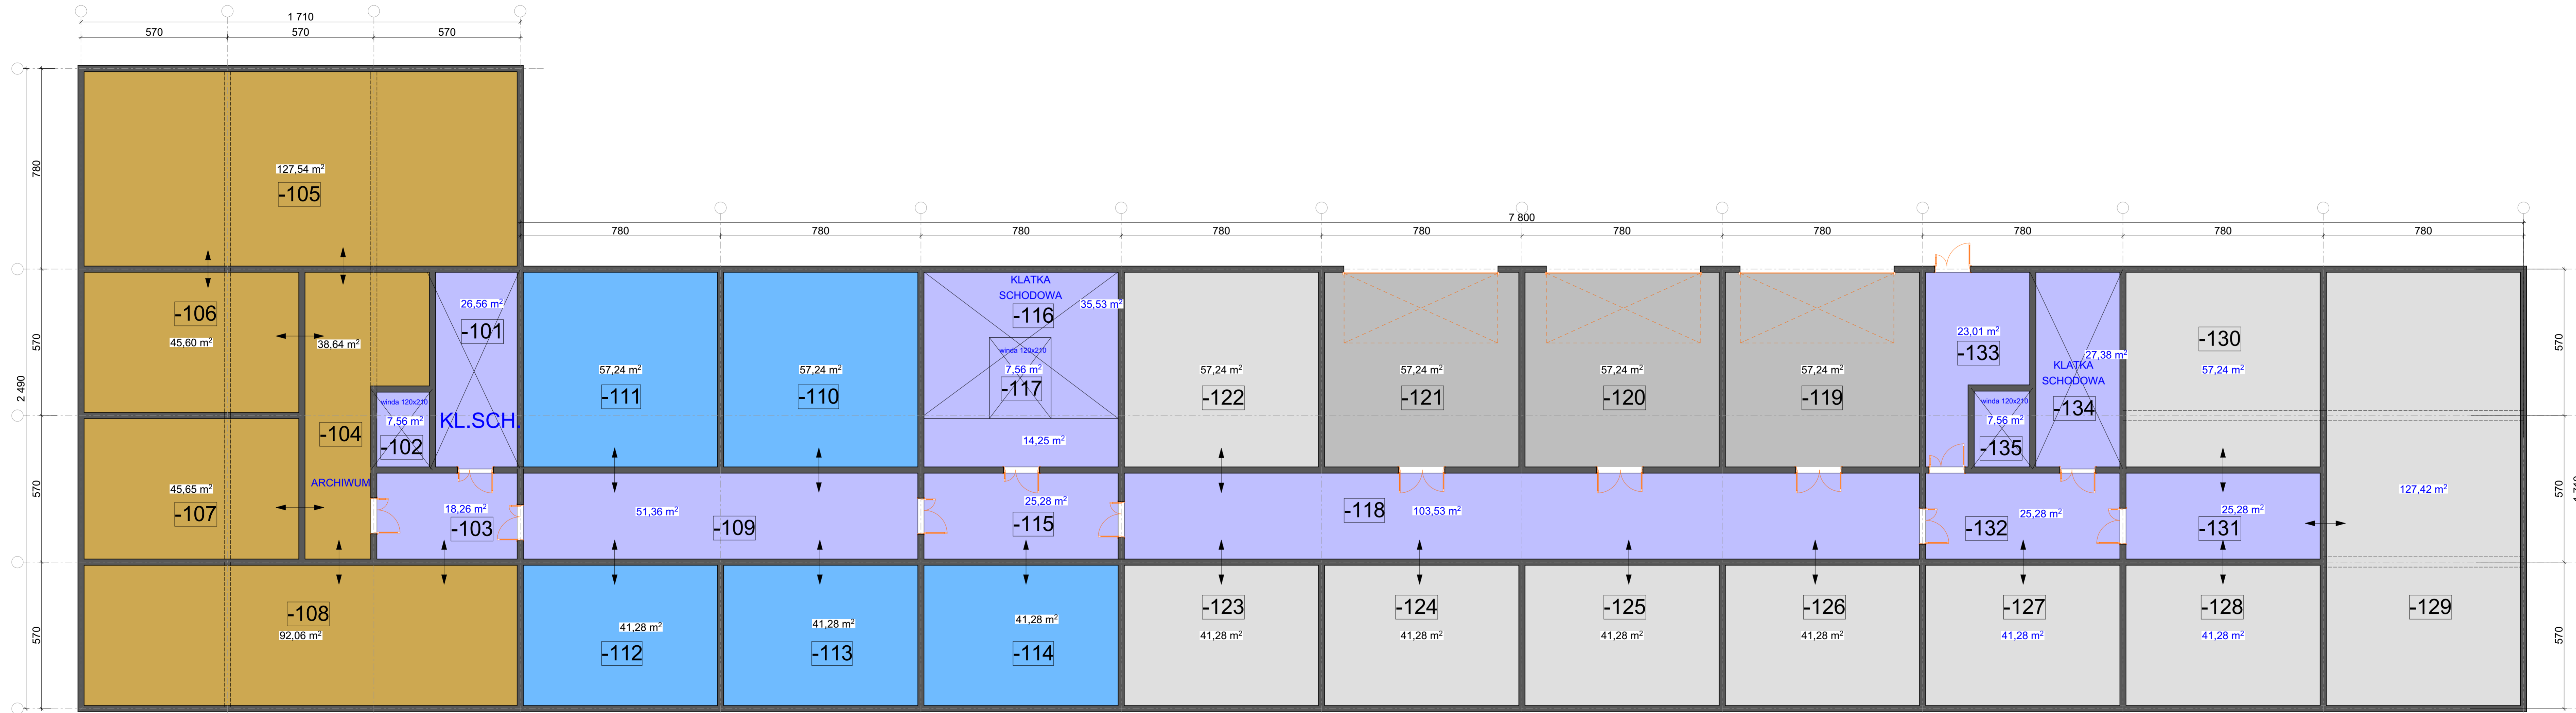 1 710
570
570
570
2 490
780
570
570
570
127,54 m²
-105
-106
45,60 m²
38,64 m²
26,56 m²
-101
winda 120x210
7,56 m²
-102
KL.SCH.
-104
ARCHIWUM
45,65 m²
-107
18,26 m²
-103
-108
92,06 m²
7 800
780
780
780
780
780
780
780
780
780
780
57,24 m²
-111
57,24 m²
-110
KLATKA
SCHODOWA
35,53 m²
-116
winda 120x210
7,56 m²
-117
14,25 m²
57,24 m²
-122
57,24 m²
-121
57,24 m²
-120
57,24 m²
-119
23,01 m²
-133
27,38 m²
KLATKA
SCHODOWA
-134
winda 120x210
7,56 m²
-135
-130
57,24 m²
51,36 m²
-109
25,28 m²
-115
-118
103,53 m²
-132
25,28 m²
25,28 m²
-131
127,42 m²
-129
41,28 m²
-112
41,28 m²
-113
41,28 m²
-114
-123
41,28 m²
-124
41,28 m²
-125
41,28 m²
-126
41,28 m²
-127
41,28 m²
-128
41,28 m²
570
570
570